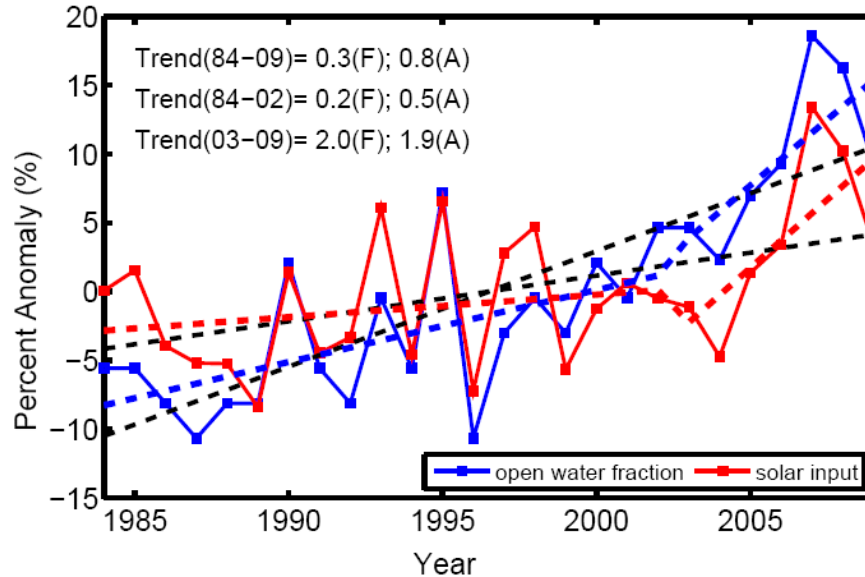 20
15
10
5
0
−5
−10
−15
Percent Anomaly (%)
Trend(84−09)= 0.3(F); 0.8(A)
Trend(84−02)= 0.2(F); 0.5(A)
Trend(03−09)= 2.0(F); 1.9(A)
open water fraction solar input
1985 1990 1995 2000 2005
Year